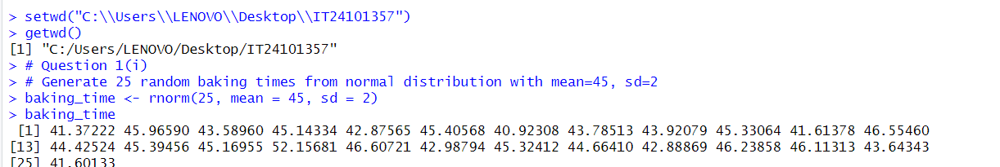 > setwd("C:\\Users\\LENOVO\\Desktop\\IT24101357")
> getwd()
[1] "C:/Users/LENOVO/Desktop/IT24101357"
> # Question 1(i)
> # Generate 25 random baking times from normal distribution with mean=45, sd=2
> baking_time <- rnorm(25, mean = 45, sd = 2)
> baking_time
[1] 41.37222 45.96590 43.58960 45.14334 42.87565 45.40568 40.92308 43.78513 43.92079 45.33064 41.61378 46.55460
[13] 44.42524 45.39456 45.16955 52.15681 46.60721 42.98794 45.32412 44.66410 42.88869 46.23858 46.11313 43.64343
[25] 41.60133